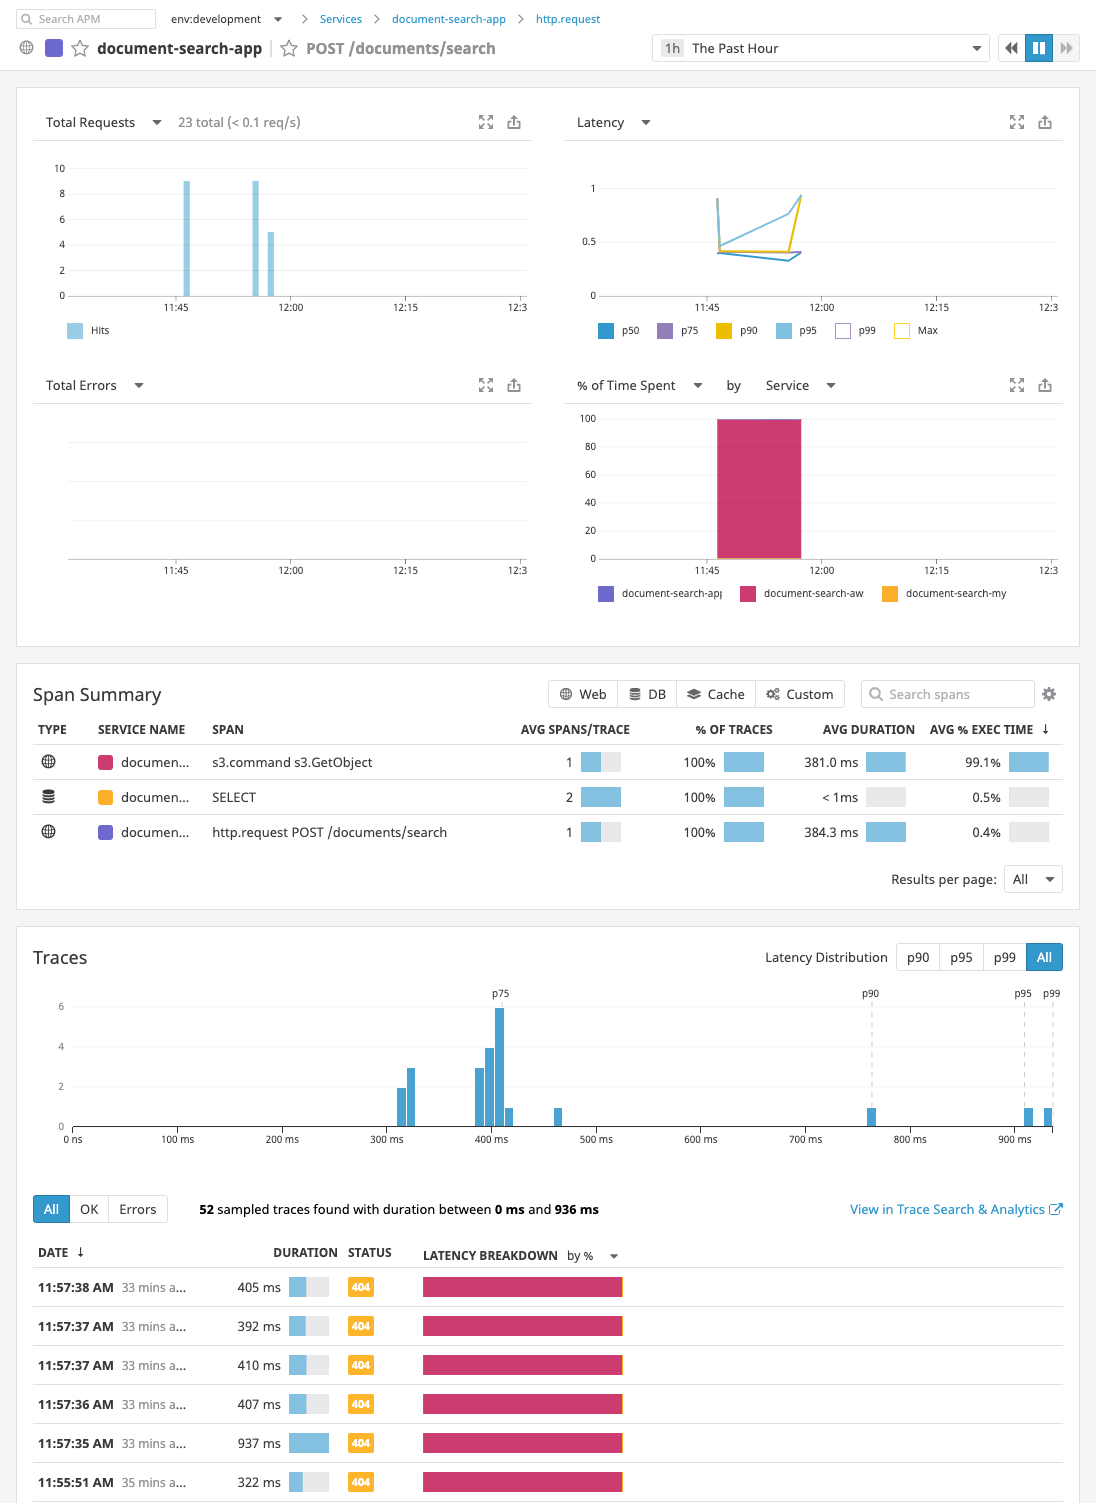 Search APM env:development Services document-search-app http.request
document-search-app POST /documents/search 1h The Past Hour
Total Requests 23 total (< 0.1 req/s)
10
8
6
4
2
0
11:45 12:00 12:15 12:3
Hits
Latency
1
0.5
0
11:45 12:00 12:15 12:3
p50 p75 p90 p95 p99 Max
Total Errors
11:45 12:00 12:15 12:3
% of Time Spent by Service
100
80
60
40
20
0
11:45 12:00 12:15 12:3
document-search-app document-search-aw document-search-my
Span Summary Web DB Cache Custom Search spans
TYPE SERVICE NAME SPAN AVG SPANS/TRACE % OF TRACES AVG DURATION AVG % EXEC TIME ↓
documen... s3.command s3.GetObject 1 100% 381.0 ms 99.1%
documen... SELECT 2 100% < 1ms 0.5%
documen... http.request POST /documents/search 1 100% 384.3 ms 0.4%
Results per page: All
Traces Latency Distribution p90 p95 p99 All
p75 p90 p95 p99
6
4
2
0
0 ns 100 ms 200 ms 300 ms 400 ms 500 ms 600 ms 700 ms 800 ms 900 ms
All OK Errors 52 sampled traces found with duration between 0 ms and 936 ms View in Trace Search & Analytics
DATE ↓ DURATION STATUS LATENCY BREAKDOWN by %
11:57:38 AM 33 mins a... 405 ms 404
11:57:37 AM 33 mins a... 392 ms 404
11:57:37 AM 33 mins a... 410 ms 404
11:57:36 AM 33 mins a... 407 ms 404
11:57:35 AM 33 mins a... 937 ms 404
11:55:51 AM 35 mins a... 322 ms 404